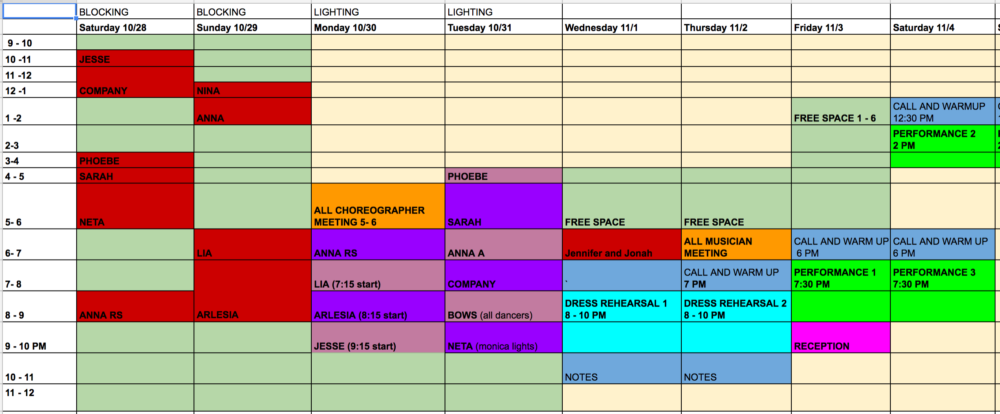 BLOCKING BLOCKING LIGHTING LIGHTING
Saturday 10/28 Sunday 10/29 Monday 10/30 Tuesday 10/31 Wednesday 11/1 Thursday 11/2 Friday 11/3 Saturday 11/4
9 - 10
10 -11 JESSE
11 -12
12 -1 COMPANY NINA
CALL AND WARMUP
1 -2 ANNA FREE SPACE 1 - 6 12:30 PM
PERFORMANCE 2
2-3 2 PM
3-4 PHOEBE
4 - 5 SARAH PHOEBE
ALL CHOREOGRAPHER
5- 6 NETA MEETING 5- 6 SARAH FREE SPACE FREE SPACE
ALL MUSICIAN CALL AND WARM UP CALL AND WARM UP
6- 7 LIA ANNA RS ANNA A Jennifer and Jonah MEETING 6 PM 6 PM
CALL AND WARM UP PERFORMANCE 1 PERFORMANCE 3
7- 8 LIA (7:15 start) COMPANY ` 7 PM 7:30 PM 7:30 PM
DRESS REHEARSAL 1 DRESS REHEARSAL 2
8 - 9 ANNA RS ARLESIA ARLESIA (8:15 start) BOWS (all dancers) 8 - 10 PM 8 - 10 PM
9 - 10 PM JESSE (9:15 start) NETA (monica lights) RECEPTION
10 - 11 NOTES NOTES
11 - 12